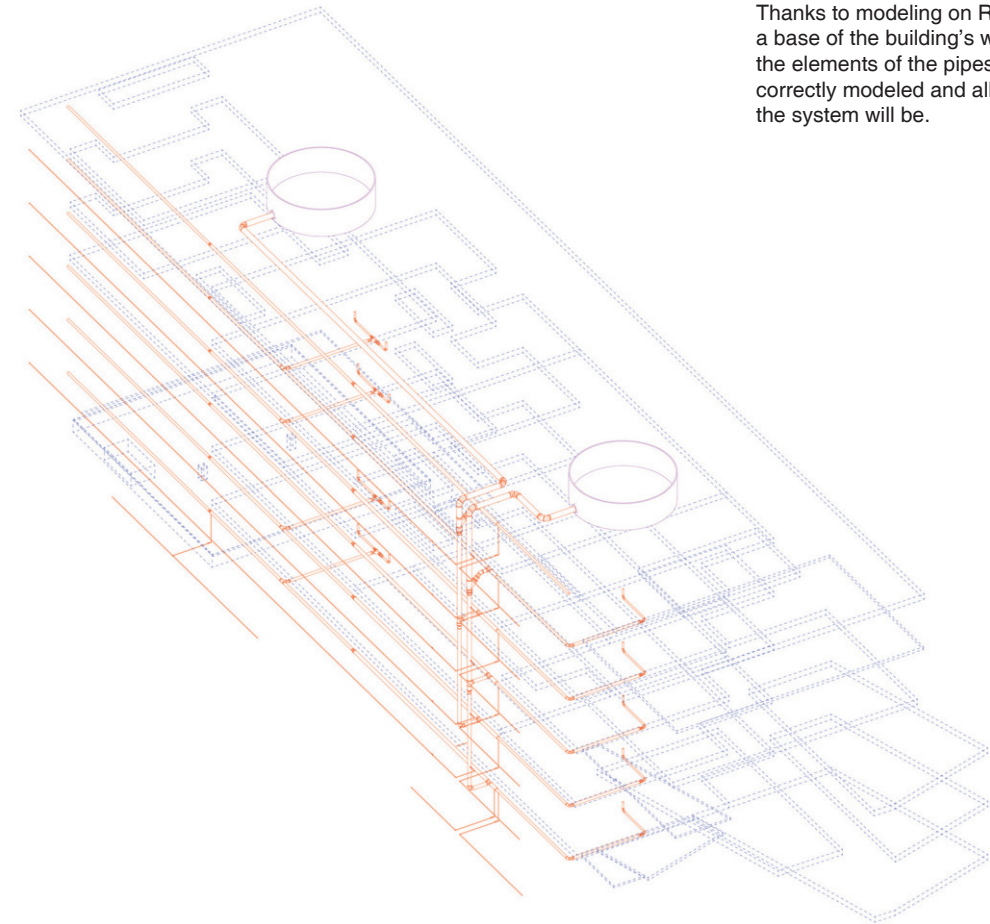 Thanks to modeling on R
a base of the building's w
the elements of the pipes
correctly modeled and all
the system will be.